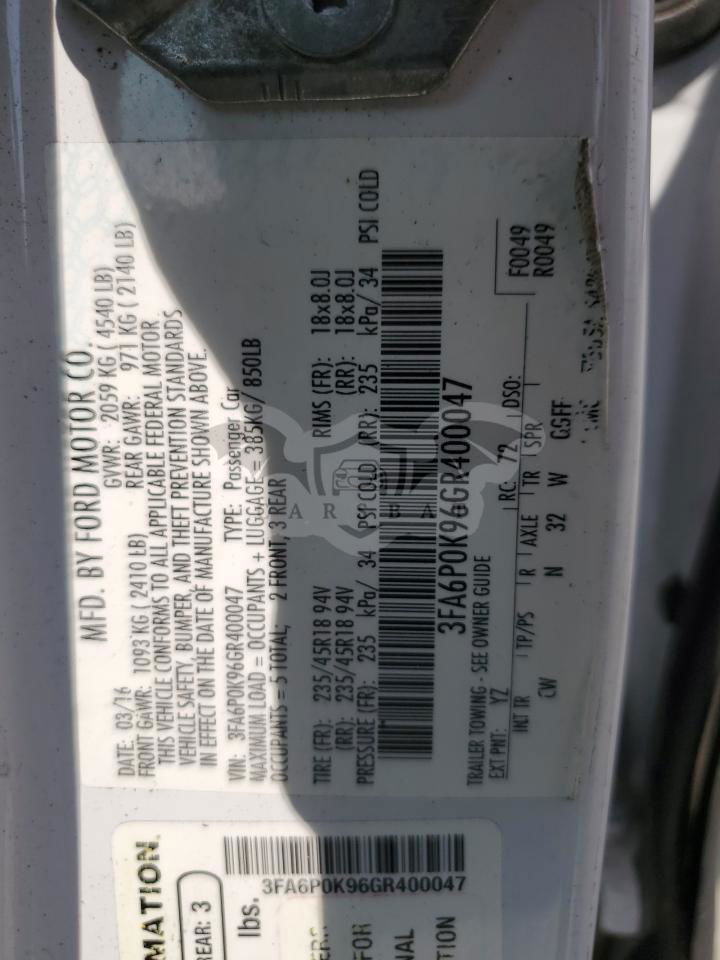 MFD. BY FORD MOTOR CO.
DATE: 03/16 GVWR: 2059 KG ( 4540 LB)
FRONT GAWR: 1093 KG ( 2410 LB) REAR GAWR: 971 KG ( 2140 LB)
THIS VEHICLE CONFORMS TO ALL APPLICABLE FEDERAL MOTOR
VEHICLE SAFETY, BUMPER, AND THEFT PREVENTION STANDARDS
IN EFFECT ON THE DATE OF MANUFACTURE SHOWN ABOVE.
VIN: 3FA6P0K96GR400047 TYPE: Passenger Car
MAXIMUM LOAD = OCCUPANTS + LUGGAGE = 385KG/ 850LB
OCCUPANTS = 5 TOTAL, 2 FRONT, 3 REAR
TIRE (FR): 235/45R18 94V RIMS (FR): 18x8.0J
(RR): 235/45R18 94V (RR): 18x8.0J
PRESSURE (FR): 235 kPa/ 34 PSI COLD (RR): 235 kPa/ 34 PSI COLD
3FA6P0K96GR400047
TRAILER TOWING - SEE OWNER GUIDE
EXT PNT: YZ RC: 72 DSO: F0049
R0049
INT TR TP/PS R AXLE TR SPR
CW N 32 W GSFF
MATION.
REAR: 3
lbs.
3FA6P0K96GR400047
FOR
NAL
TION